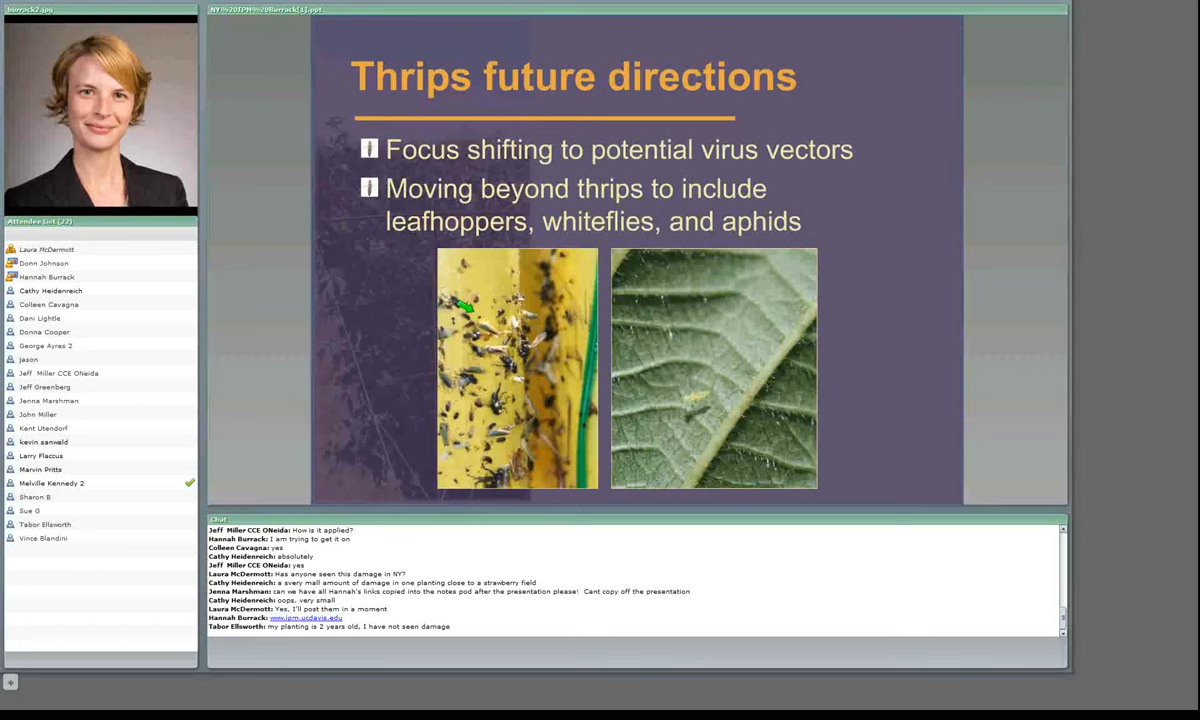 burrack2.jpg
NY%20IPM%20Burrack[1].ppt
Thrips future directions
Focus shifting to potential virus vectors
Moving beyond thrips to include
leafhoppers, whiteflies, and aphids
Attendee List (22)
Laura McDermott
Donn Johnson
Hannah Burrack
Cathy Heidenreich
Colleen Cavagna
Dani Lightle
Donna Cooper
George Ayres 2
jason
Jeff Miller CCE ONeida
Jeff Greenberg
Jenna Marshman
John Miller
Kent Utendorf
kevin sanwald
Larry Flaccus
Marvin Pritts
Melville Kennedy 2
Sharon B
Sue G
Tabor Ellsworth
Vince Blandini
Chat
Jeff Miller CCE ONeida: How is it applied?
Hannah Burrack: I am trying to get it on
Colleen Cavagna: yes
Cathy Heidenreich: absolutely
Jeff Miller CCE ONeida: yes
Laura McDermott: Has anyone seen this damage in NY?
Cathy Heidenreich: a svery mall amount of damage in one planting close to a strawberry field
Jenna Marshman: can we have all Hannah's links copied into the notes pod after the presentation please! Cant copy off the presentation
Cathy Heidenreich: oops, very small
Laura McDermott: Yes, I'll post them in a moment
Hannah Burrack: www.ipm.ucdavis.edu
Tabor Ellsworth: my planting is 2 years old, I have not seen damage